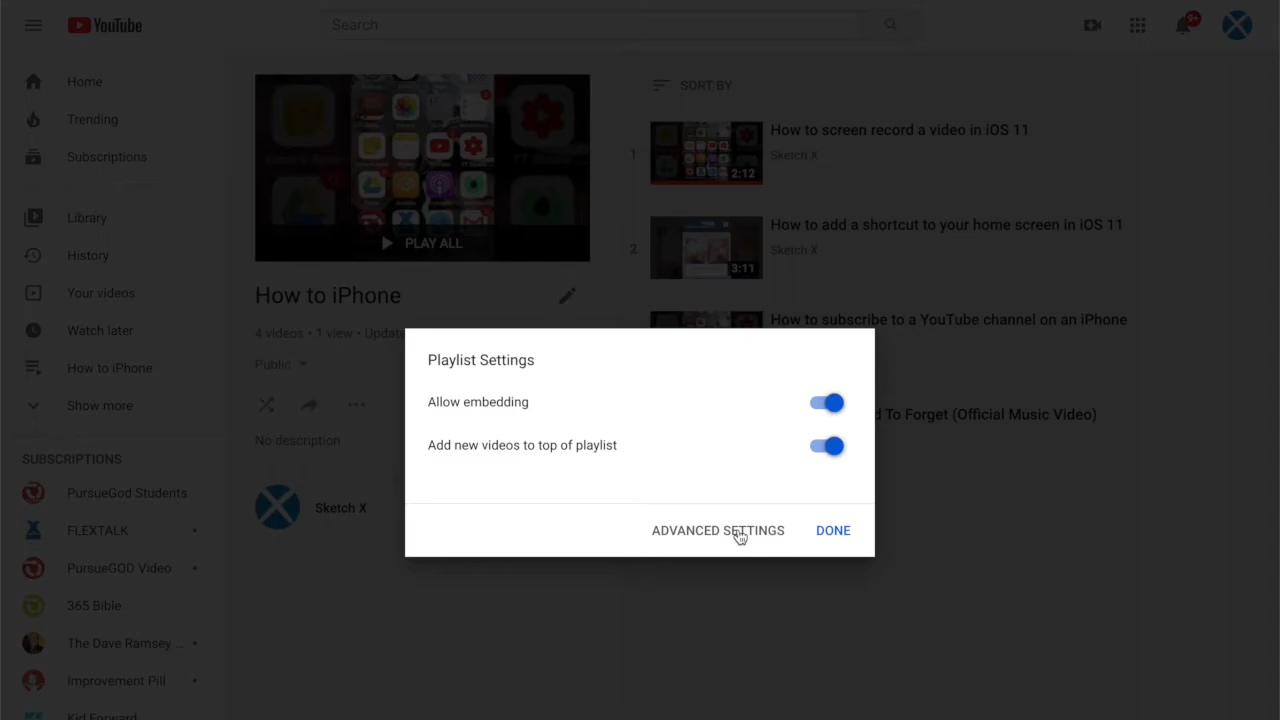 YouTube
Search
9+
Home
Trending
Subscriptions
Library
History
Your videos
Watch later
How to iPhone
Show more
SUBSCRIPTIONS
PursueGod Students
FLEXTALK
PursueGOD Video
365 Bible
The Dave Ramsey ...
Improvement Pill
Kid Forward
PLAY ALL
How to iPhone
4 videos • 1 view • Update
Public
No description
Sketch X
SORT BY
1
How to screen record a video in iOS 11
Sketch X
2:12
2
How to add a shortcut to your home screen in iOS 11
Sketch X
3:11
How to subscribe to a YouTube channel on an iPhone
d To Forget (Official Music Video)
Playlist Settings
Allow embedding
Add new videos to top of playlist
ADVANCED SETTINGS
DONE